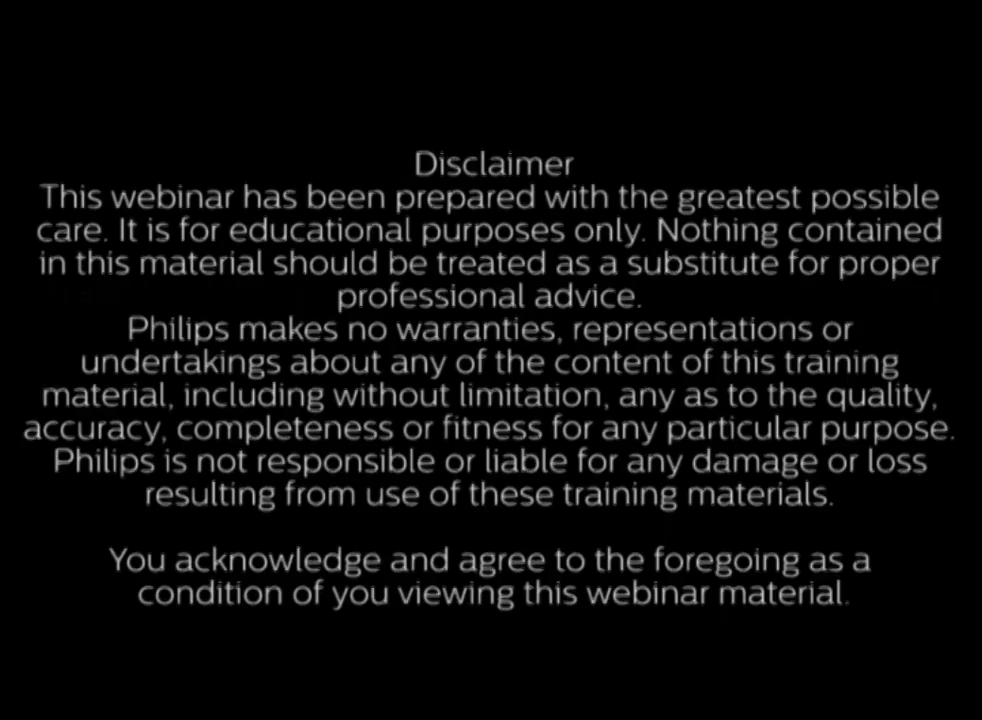 Disclaimer
This webinar has been prepared with the greatest possible
care. It is for educational purposes only. Nothing contained
in this material should be treated as a substitute for proper
professional advice.
Philips makes no warranties, representations or
undertakings about any of the content of this training
material, including without limitation, any as to the quality,
accuracy, completeness or fitness for any particular purpose.
Philips is not responsible or liable for any damage or loss
resulting from use of these training materials.
You acknowledge and agree to the foregoing as a
condition of you viewing this webinar material.